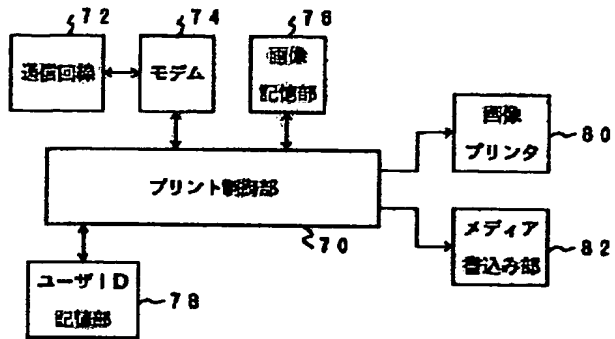 72
74
76
通信回線
モデム
画像
記憶部
画像
プリンタ
80
プリント制御部
70
メディア
書込み部
82
ユーザID
記憶部
78